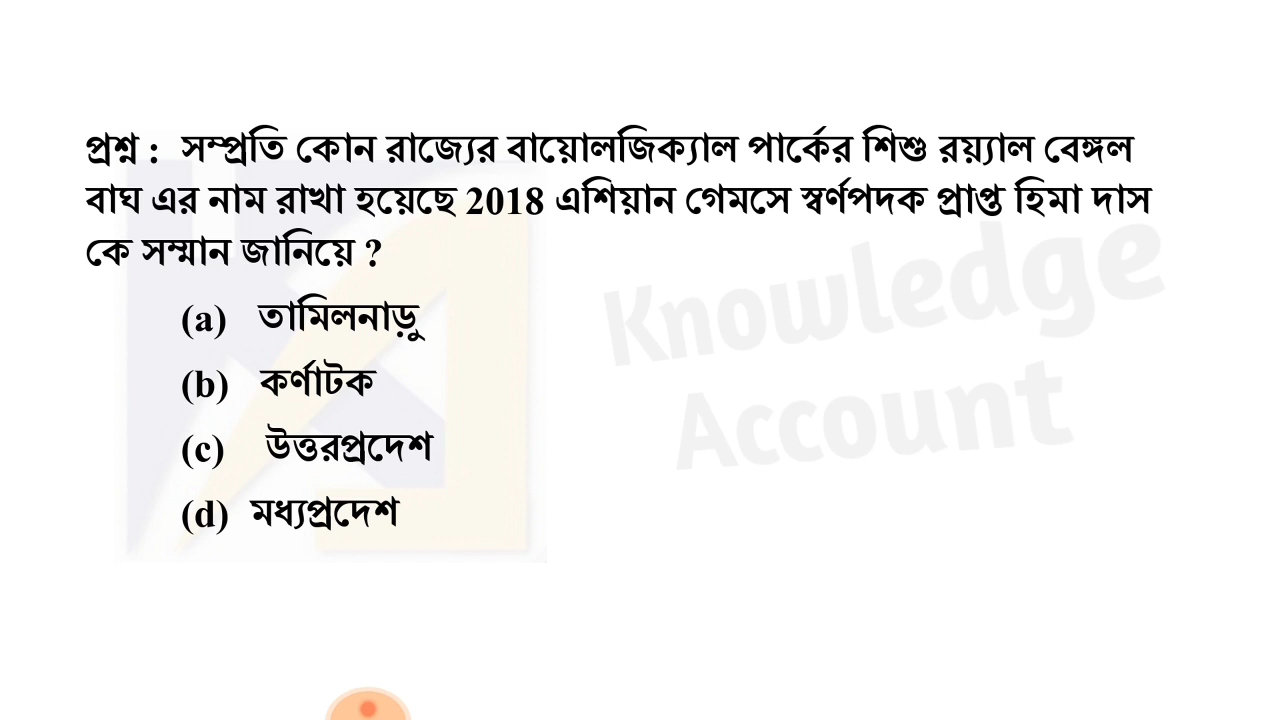 প্রশ্ন :  সম্প্রতি কোন রাজ্যের বায়োলজিক্যাল পার্কের শিশু রয়্যাল বেঙ্গল
বাঘ এর নাম রাখা হয়েছে 2018 এশিয়ান গেমসে স্বর্ণপদক প্রাপ্ত হিমা দাস
কে সম্মান জানিয়ে ?
(a) তামিলনাড়ু
(b) কর্ণাটক
(c) উত্তরপ্রদেশ
(d) মধ্যপ্রদেশ
Knowledge
Account